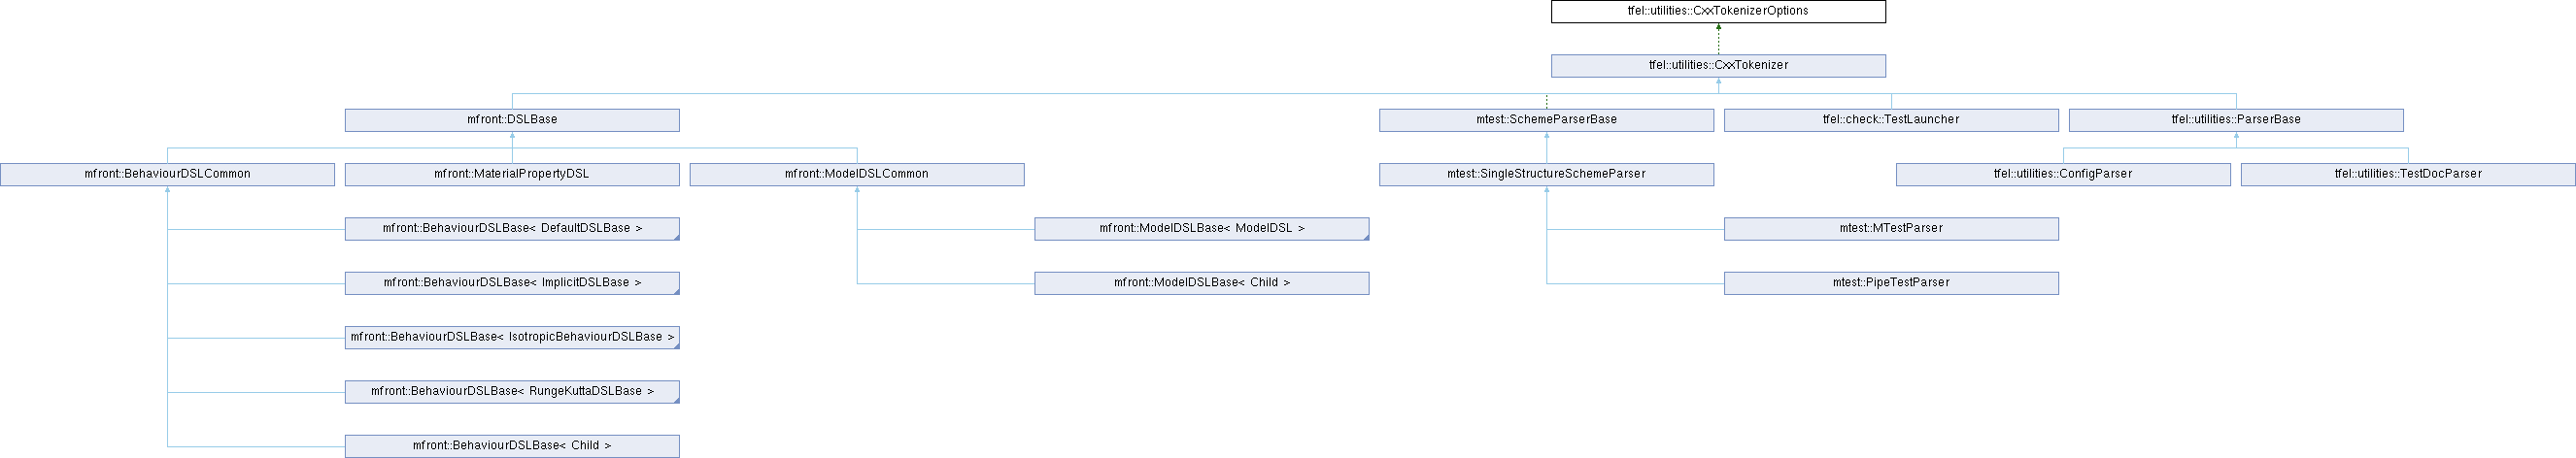 tfel::utilities::CxxTokenizerOptions
tfel::utilities::CxxTokenizer
mfront::DSLBase
mtest::SchemeParserBase
tfel::check::TestLauncher
tfel::utilities::ParserBase
mfront::BehaviourDSLCommon
mfront::MaterialPropertyDSL
mfront::ModelDSLCommon
mtest::SingleStructureSchemeParser
tfel::utilities::ConfigParser
tfel::utilities::TestDocParser
mfront::BehaviourDSLBase< DefaultDSLBase >
mfront::ModelDSLBase< ModelDSL >
mtest::MTestParser
mfront::BehaviourDSLBase< ImplicitDSLBase >
mfront::ModelDSLBase< Child >
mtest::PipeTestParser
mfront::BehaviourDSLBase< IsotropicBehaviourDSLBase >
mfront::BehaviourDSLBase< RungeKuttaDSLBase >
mfront::BehaviourDSLBase< Child >